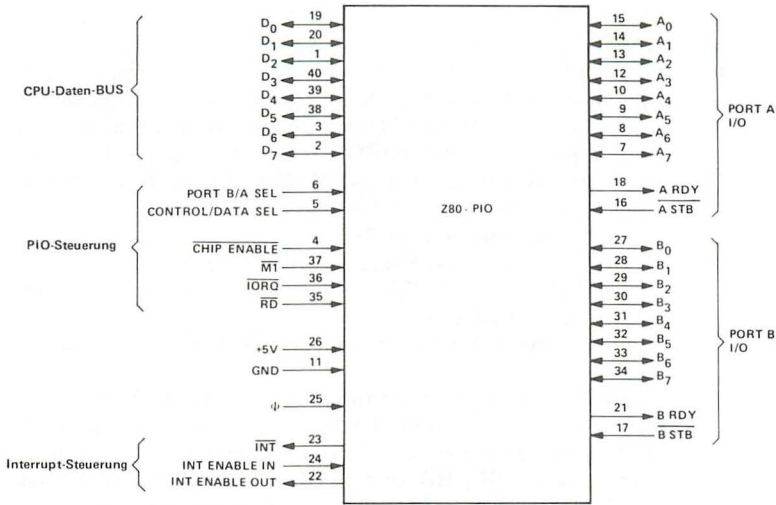 CPU-Daten-BUS
D0 19
D1 20
D2 1
D3 40
D4 39
D5 38
D6 3
D7 2
PIO-Steuerung
PORT B/A SEL 6
CONTROL/DATA SEL 5
CHIP ENABLE 4
M1 37
IORQ 36
RD 35
+5V 26
GND 11
Φ 25
Interrupt-Steuerung
INT 23
INT ENABLE IN 24
INT ENABLE OUT 22
Z80 - PIO
15 A0
14 A1
13 A2
12 A3
10 A4
9 A5
8 A6
7 A7
18 A RDY
16 A STB
PORT A
I/O
27 B0
28 B1
29 B2
30 B3
31 B4
32 B5
33 B6
34 B7
21 B RDY
17 B STB
PORT B
I/O